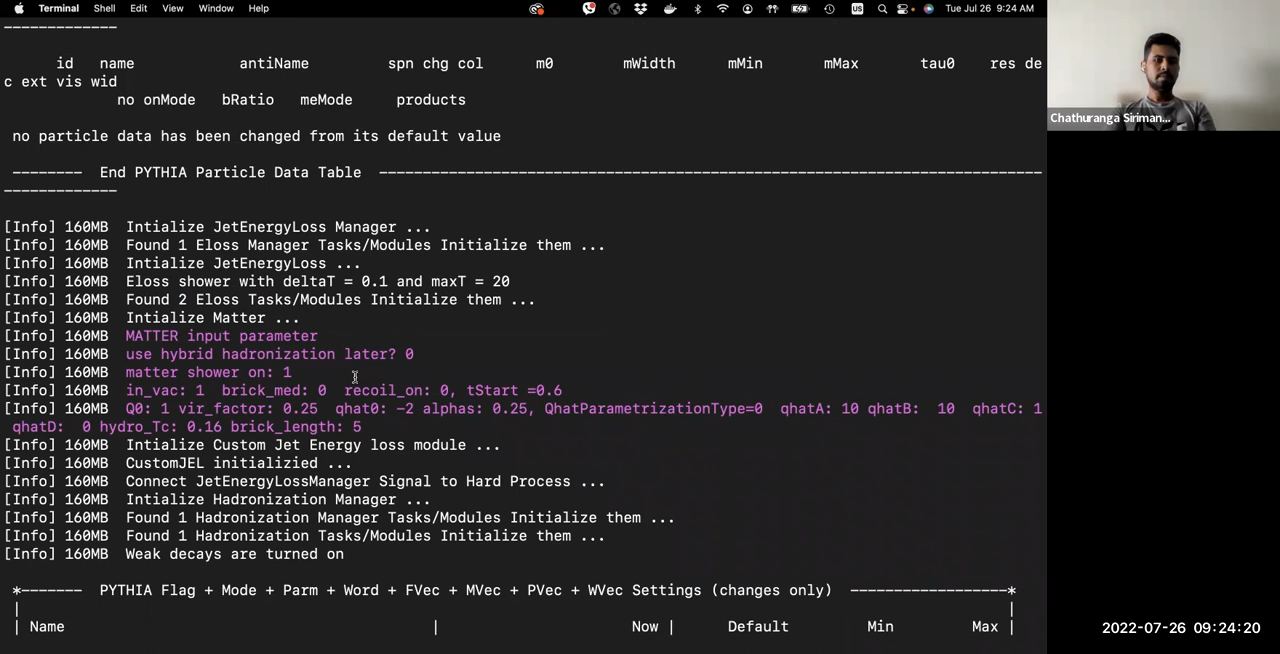 Terminal Shell Edit View Window Help US Tue Jul 26 9:24 AM
-------------
id name antiName spn chg col m0 mWidth mMin mMax tau0 res de
c ext vis wid
no onMode bRatio meMode products
no particle data has been changed from its default value
-------- End PYTHIA Particle Data Table ----------------------------------------------------------------------------
-------------
[Info] 160MB Intialize JetEnergyLoss Manager ...
[Info] 160MB Found 1 Eloss Manager Tasks/Modules Initialize them ...
[Info] 160MB Intialize JetEnergyLoss ...
[Info] 160MB Eloss shower with deltaT = 0.1 and maxT = 20
[Info] 160MB Found 2 Eloss Tasks/Modules Initialize them ...
[Info] 160MB Intialize Matter ...
[Info] 160MB MATTER input parameter
[Info] 160MB use hybrid hadronization later? 0
[Info] 160MB matter shower on: 1
[Info] 160MB in_vac: 1 brick_med: 0 recoil_on: 0, tStart =0.6
[Info] 160MB Q0: 1 vir_factor: 0.25 qhat0: -2 alphas: 0.25, QhatParametrizationType=0 qhatA: 10 qhatB: 10 qhatC: 1
qhatD: 0 hydro_Tc: 0.16 brick_length: 5
[Info] 160MB Intialize Custom Jet Energy loss module ...
[Info] 160MB CustomJEL initializied ...
[Info] 160MB Connect JetEnergyLossManager Signal to Hard Process ...
[Info] 160MB Intialize Hadronization Manager ...
[Info] 160MB Found 1 Hadronization Manager Tasks/Modules Initialize them ...
[Info] 160MB Found 1 Hadronization Tasks/Modules Initialize them ...
[Info] 160MB Weak decays are turned on
*------- PYTHIA Flag + Mode + Parm + Word + FVec + MVec + PVec + WVec Settings (changes only) ------------------*
| |
| Name | Now | Default Min Max |
Chathuranga Siriman...
2022-07-26 09:24:20